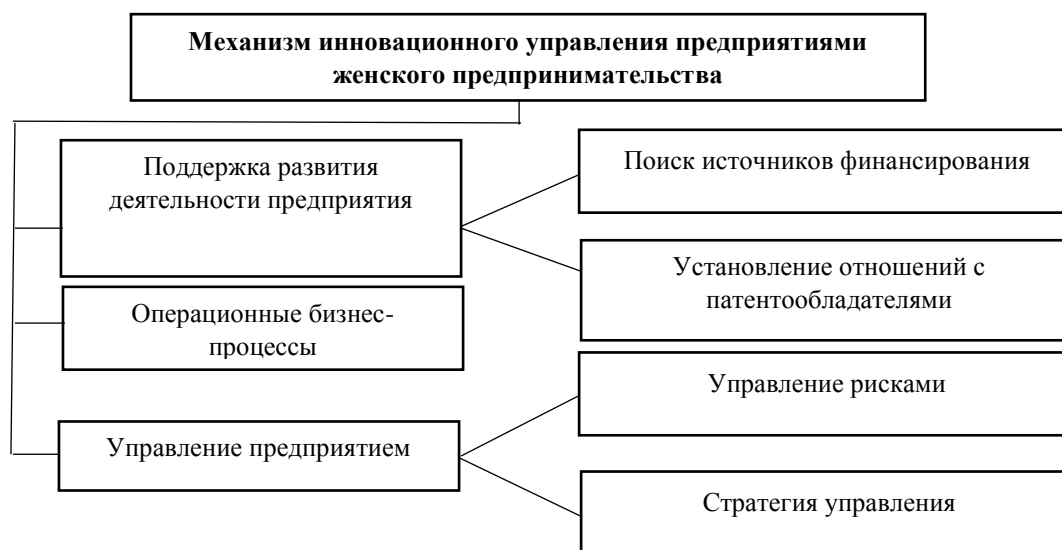 Механизм инновационного управления предприятиями
женского предпринимательства
Поддержка развития
деятельности предприятия
Поиск источников финансирования
Установление отношений с
патентообладателями
Операционные бизнес-
процессы
Управление рисками
Управление предприятием
Стратегия управления